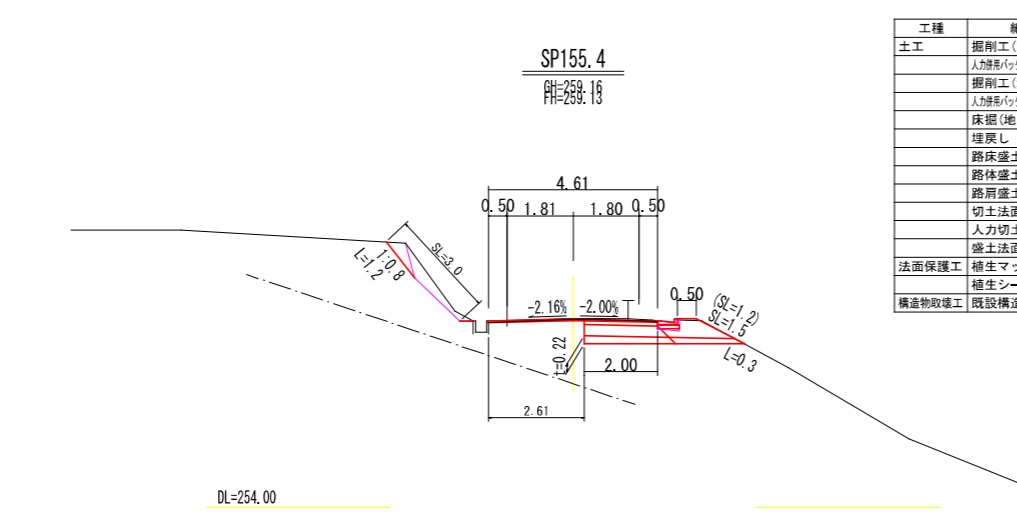 SP155.4
GH=259.16
FH=259.13
4.61
0.50 1.81 1.80 0.50
SL=3.0
1:0.8
L=1.2
-2.16% -2.00%
0.50
(SL=1.2)
SL=1.5
L=0.3
t=0.22
2.00
2.61
DL=254.00
工種
土工 掘削工(
人力併用バッ
掘削工(
人力併用バッ
床掘(地
埋戻し
路床盛土
路体盛土
路肩盛土
切土法面
人力切土
盛土法面
法面保護工 植生マッ
植生シー
構造物取壊工 既設構造